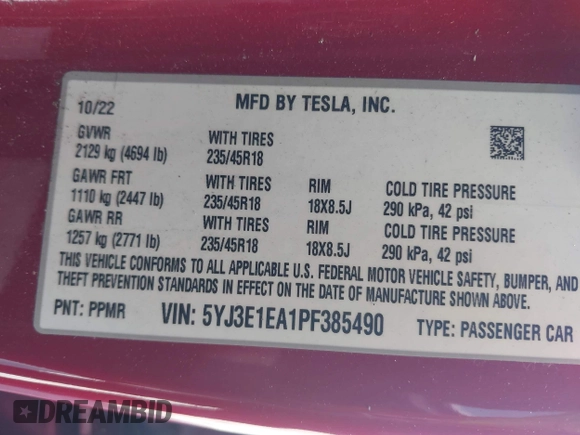 10/22 MFD BY TESLA, INC.
GVWR WITH TIRES
2129 kg (4694 lb) 235/45R18
GAWR FRT WITH TIRES RIM COLD TIRE PRESSURE
1110 kg (2447 lb) 235/45R18 18X8.5J 290 kPa, 42 psi
GAWR RR WITH TIRES RIM COLD TIRE PRESSURE
1257 kg (2771 lb) 235/45R18 18X8.5J 290 kPa, 42 psi
THIS VEHICLE CONFORMS TO ALL APPLICABLE U.S. FEDERAL MOTOR VEHICLE SAFETY, BUMPER, AND
THEFT PREVENTION STANDARDS IN EFFECT ON THE DATE OF MANUFACTURE SHOWN ABOVE.
PNT: PPMR VIN: 5YJ3E1EA1PF385490 TYPE: PASSENGER CAR
DREAMBID